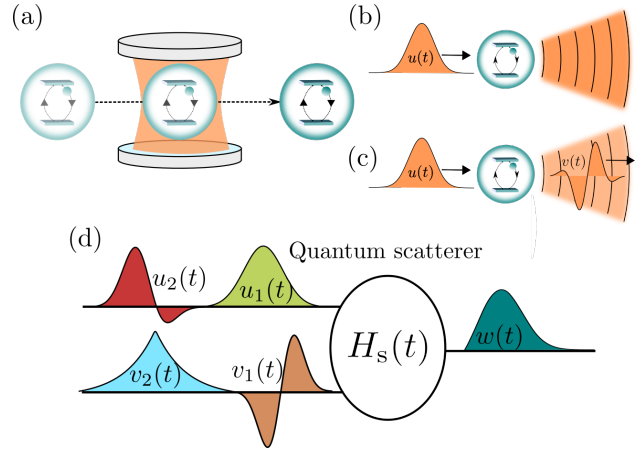 (a)
(b)
u(t)
(c)
u(t)
v(t)
(d)
Quantum scatterer
u₂(t)
u₁(t)
Hₛ(t)
w(t)
v₂(t)
v₁(t)